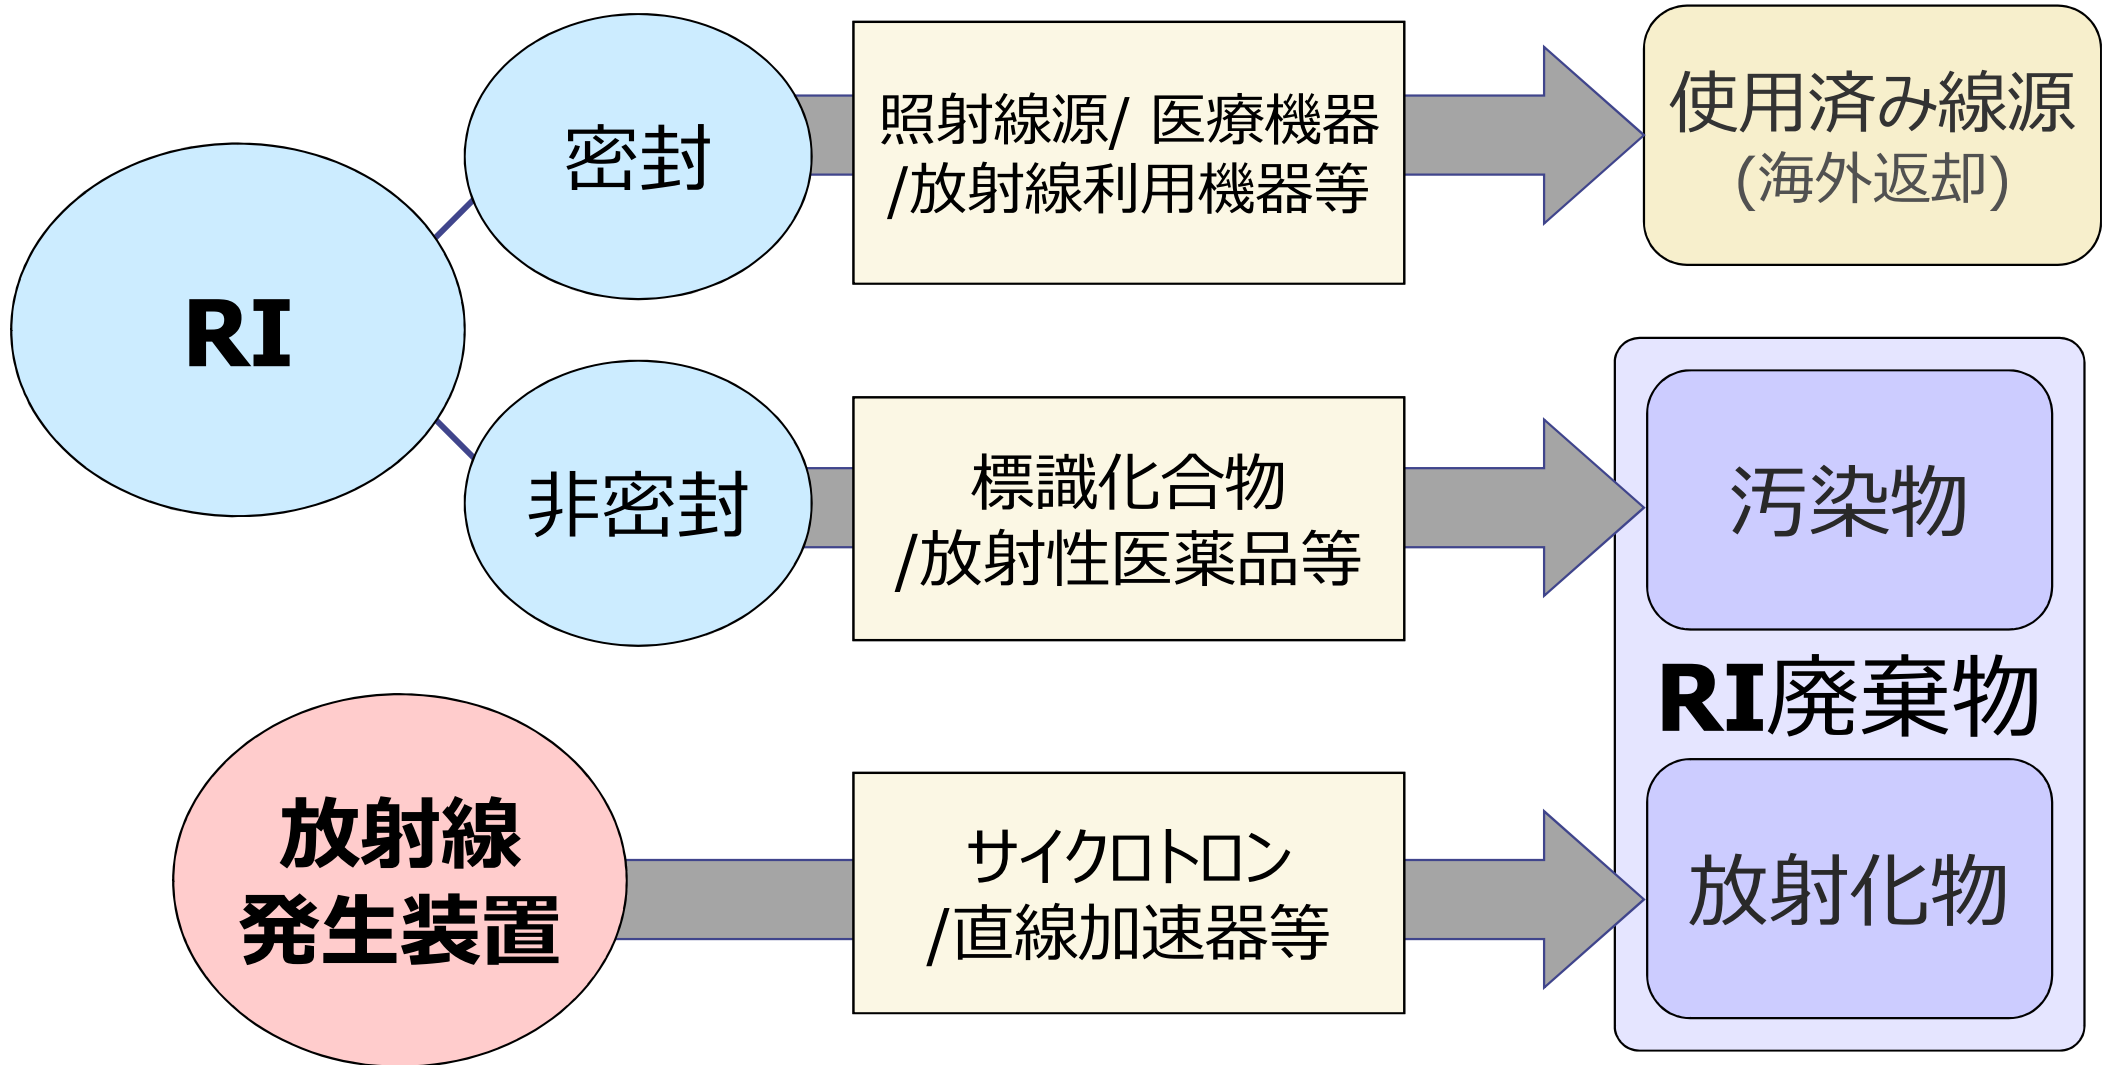 RI
密封
照射線源/ 医療機器
/放射線利用機器等
使用済み線源
(海外返却)
非密封
標識化合物
/放射性医薬品等
汚染物
RI廃棄物
放射線
発生装置
サイクロトロン
/直線加速器等
放射化物